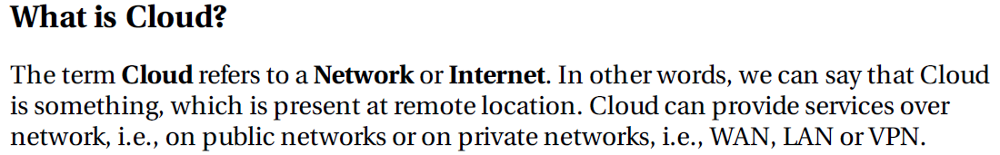 What is Cloud?
The term Cloud refers to a Network or Internet. In other words, we can say that Cloud
is something, which is present at remote location. Cloud can provide services over
network, i.e., on public networks or on private networks, i.e., WAN, LAN or VPN.